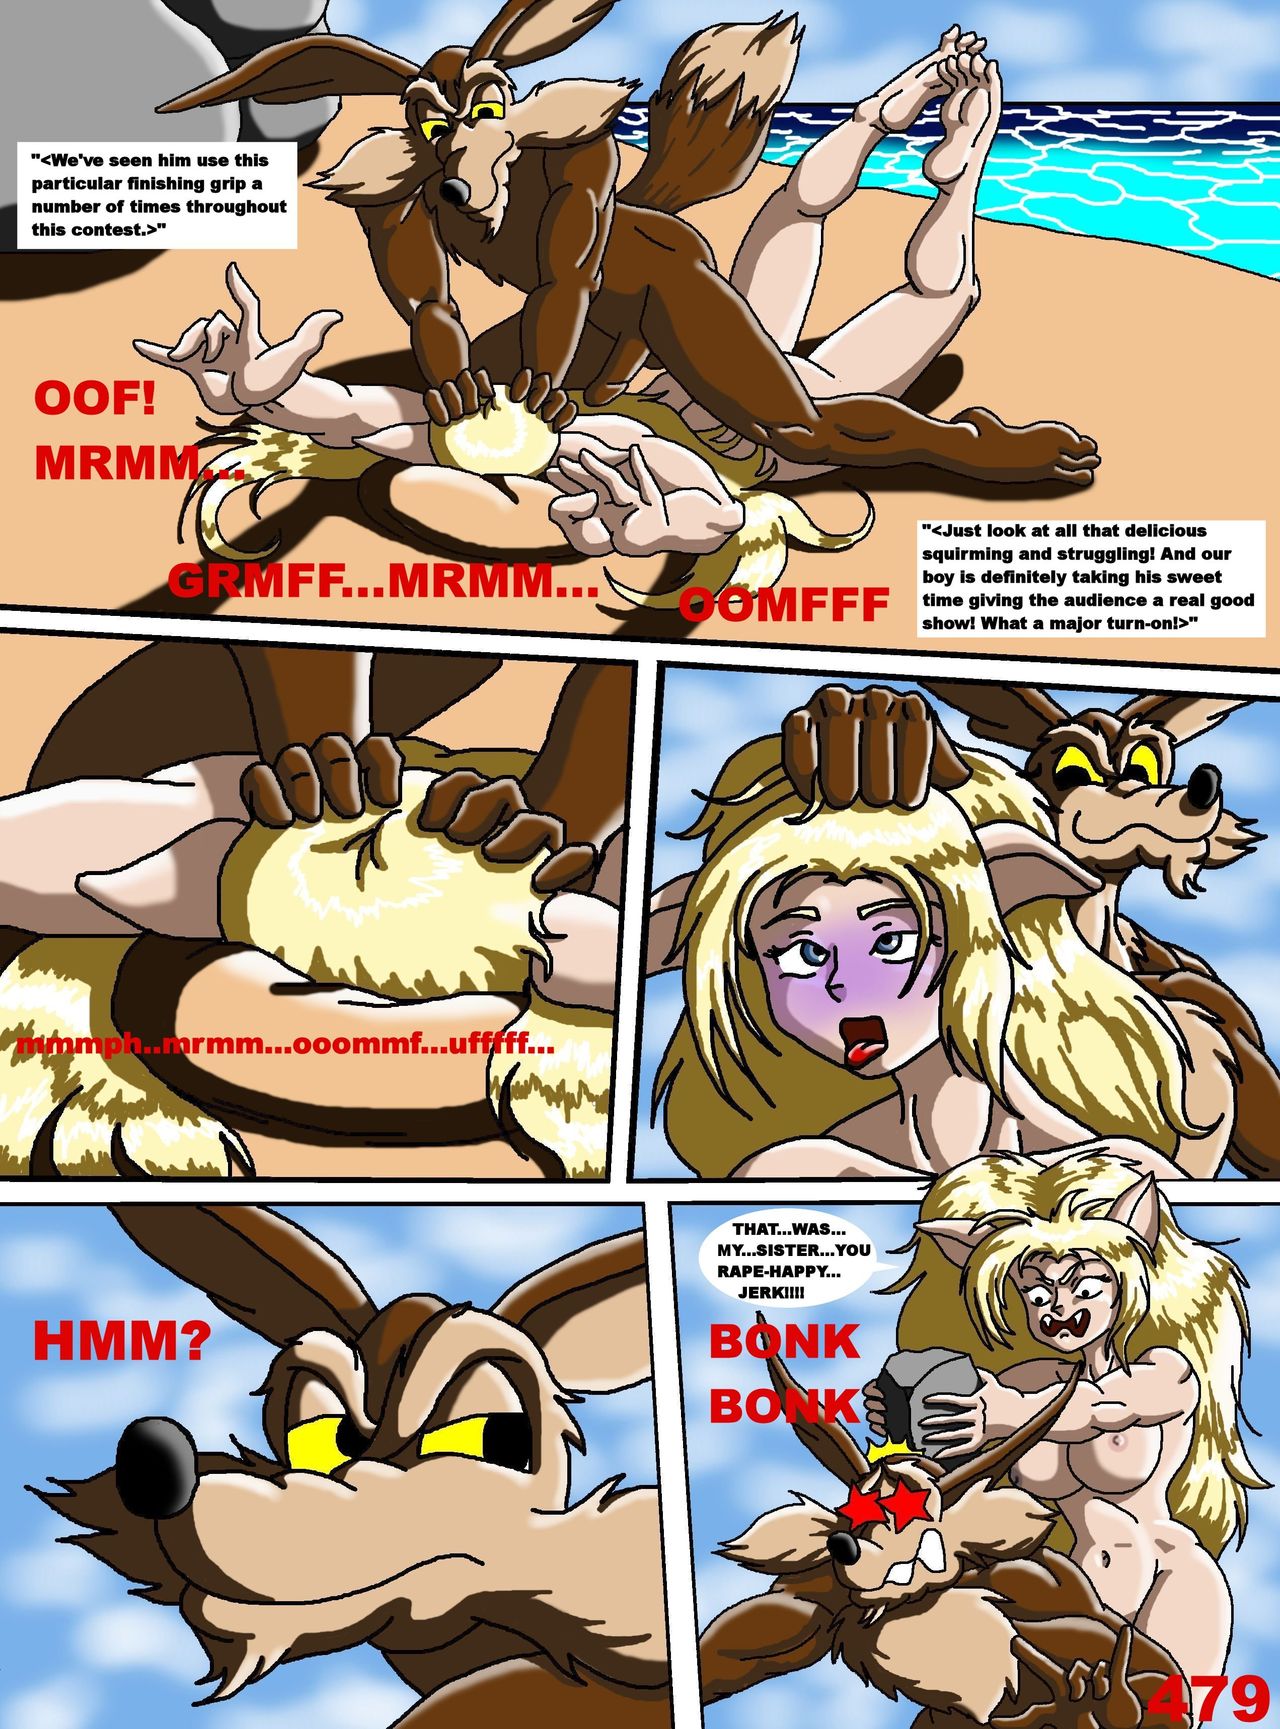 "<We've seen him use this
particular finishing grip a
number of times throughout
this contest.>"
OOF!
MRMM...
GRMFF...MRMM...
OOMFFF
"<Just look at all that delicious
squirming and struggling! And our
boy is definitely taking his sweet
time giving the audience a real good
show! What a major turn-on!>"
mmmph..mrmm...ooommf...ufffff...
HMM?
THAT...WAS...
MY...SISTER...YOU
RAPE-HAPPY...
JERK!!!!
BONK
BONK
479